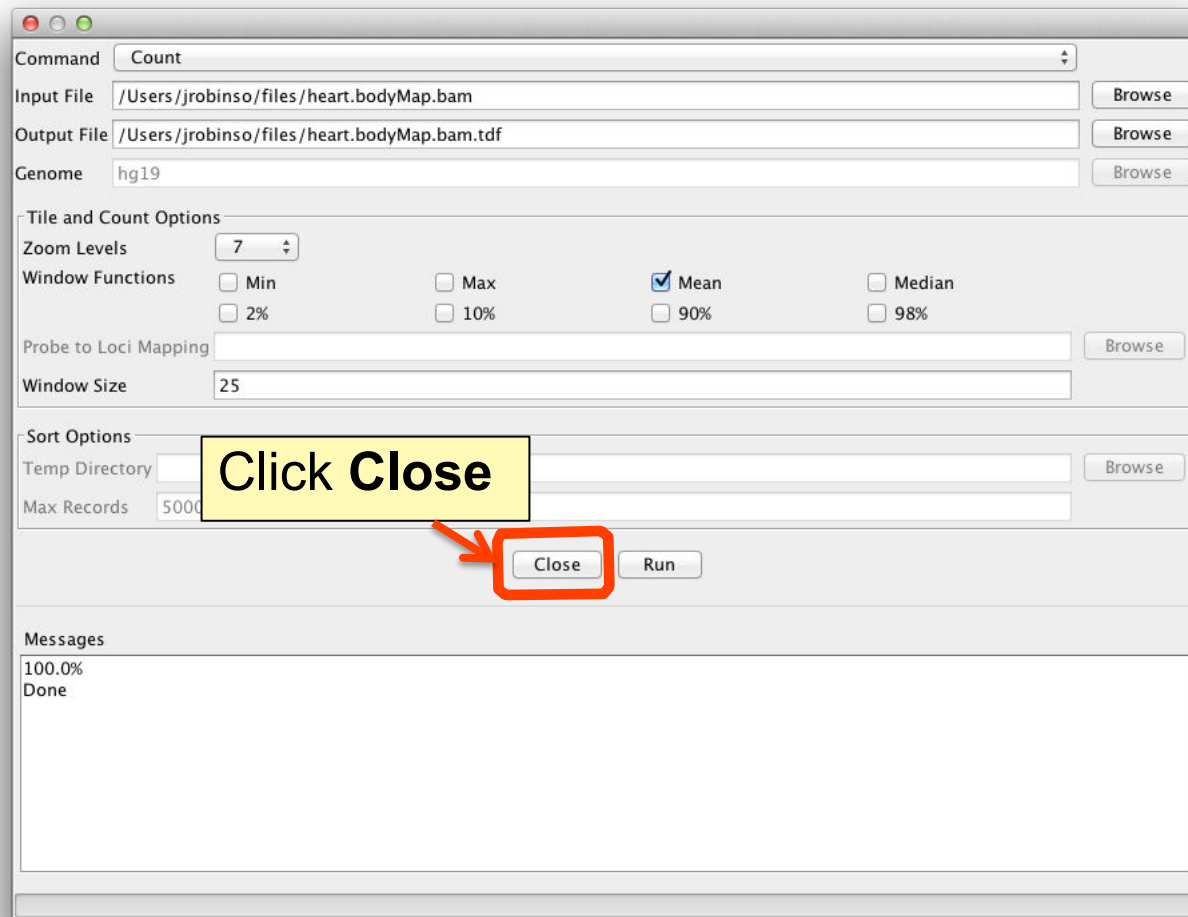 Command Count
Input File /Users/jrobinso/files/heart.bodyMap.bam Browse
Output File /Users/jrobinso/files/heart.bodyMap.bam.tdf Browse
Genome hg19 Browse
Tile and Count Options
Zoom Levels 7
Window Functions Min Max Mean Median
2% 10% 90% 98%
Probe to Loci Mapping Browse
Window Size 25
Sort Options
Temp Directory Browse
Click Close
Max Records
Close Run
Messages
100.0%
Done